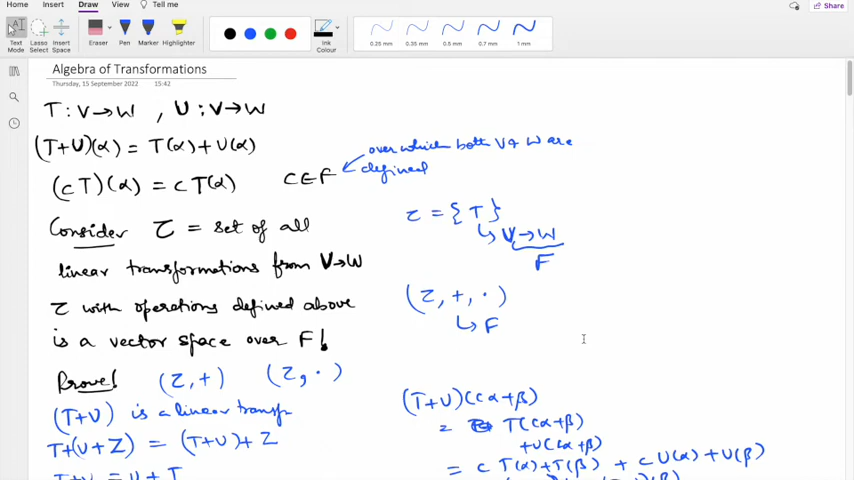 Home Insert Draw View Tell me
Share
Text Mode
Lasso Select
Insert Space
Eraser
Pen
Marker
Highlighter
Ink Colour
0.25 mm 0.35 mm 0.5 mm 0.7 mm 1 mm
Algebra of Transformations
Thursday, 15 September 2022 15:42
T : V→W , U : V→W
(T+U)(α) = T(α) + U(α)
(cT)(α) = cT(α) C∈F
over which both V & W are
defined
Consider τ = set of all
linear transformations from V→W
τ with operations defined above
is a vector space over F!
Prove! (τ, +) (τ, ·)
(T+U) is a linear transf
T+(U+Z) = (T+U)+Z
T+U = U+T
τ = { T }
↳ V→W
F
(τ, +, ·)
↳ F
(T+U)(cα+β)
= T(cα+β)
+U(cα+β)
= c T(α)+T(β) + c U(α)+U(β)